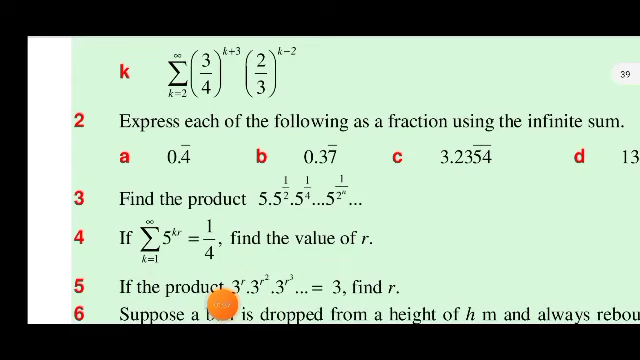 39
k ∑_{k=2}^{∞} (3/4)^{k+3} (2/3)^{k−2}
2 Express each of the following as a fraction using the infinite sum.
a 0.4̅ b 0.37̅ c 3.235̅4̅ d 13
3 Find the product 5.5^{1/2}.5^{1/4}...5^{1/2^n}...
4 If ∑_{k=1}^{∞} 5^{kr} = 1/4, find the value of r.
5 If the product 3^r.3^{r^2}.3^{r^3}... = 3, find r.
6 Suppose a is dropped from a height of h m and always rebou